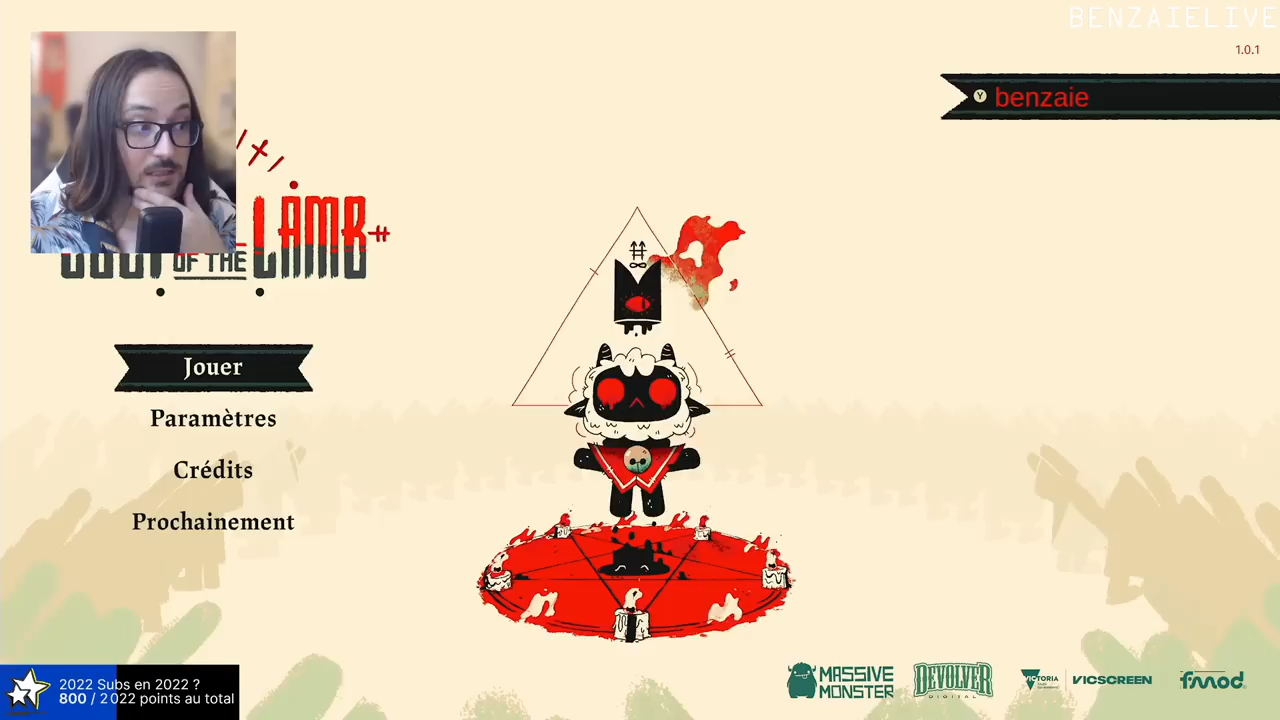 BENZAIELIVE
1.0.1
Y benzaie
OF THE LAMB
Jouer
Paramètres
Crédits
Prochainement
2022 Subs en 2022 ?
800 / 2022 points au total
MASSIVE MONSTER
DEVOLVER
DIGITAL
VICTORIA
VICSCREEN
fmod